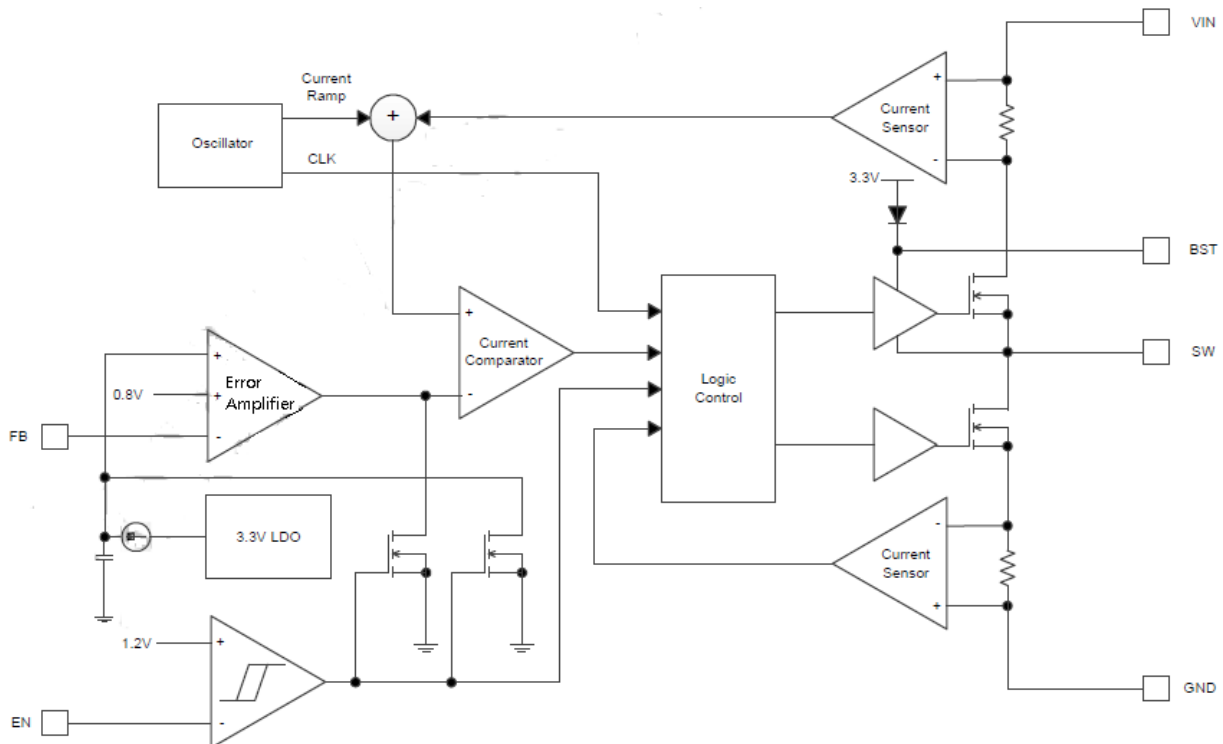 VIN
Current
Ramp
+
+
Current
Sensor
-
Oscillator
CLK
3.3V
BST
+
Current
Comparator
-
SW
+
Error
Amplifier
0.8V
+
-
FB
Logic
Control
3.3V LDO
-
Current
Sensor
+
1.2V
+
-
EN
GND